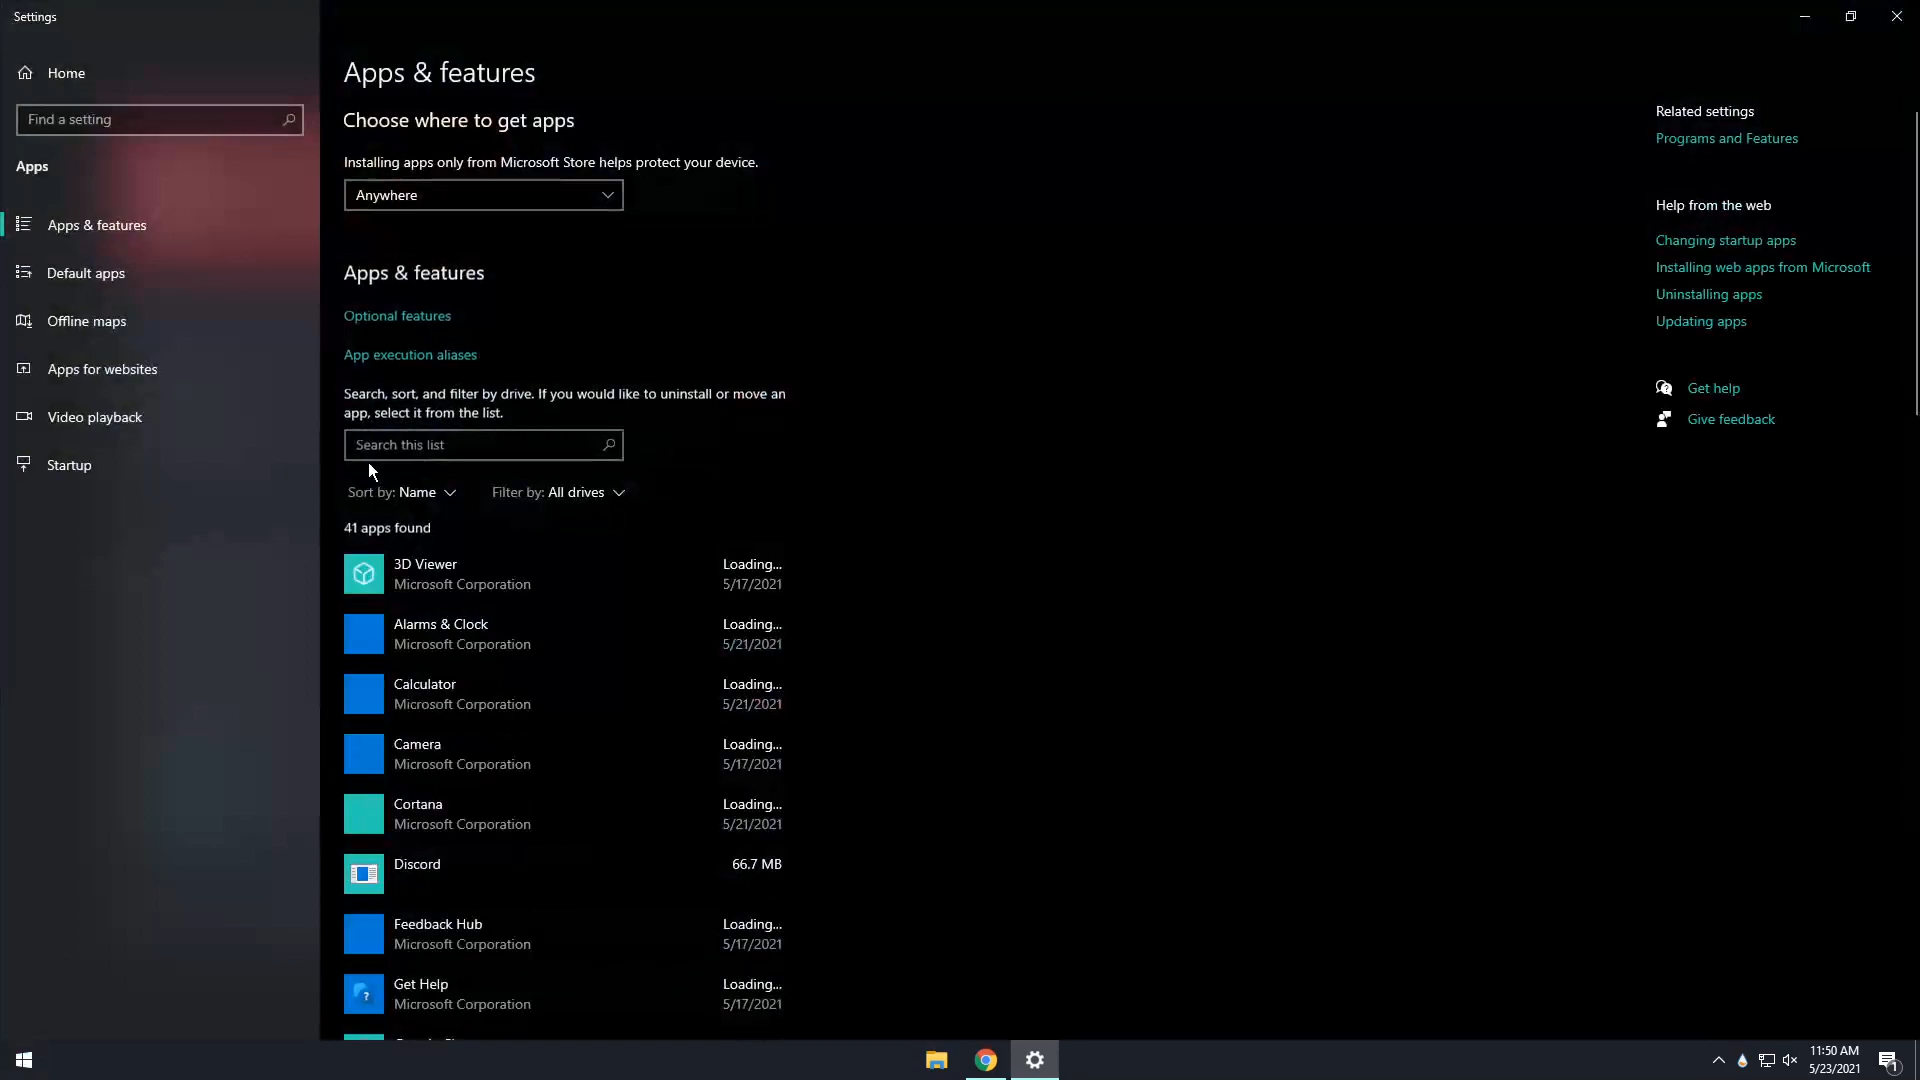 Settings
Home
Find a setting
Apps
Apps & features
Default apps
Offline maps
Apps for websites
Video playback
Startup
Apps & features
Choose where to get apps
Installing apps only from Microsoft Store helps protect your device.
Anywhere
Apps & features
Optional features
App execution aliases
Search, sort, and filter by drive. If you would like to uninstall or move an
app, select it from the list.
Search this list
Sort by: Name
Filter by: All drives
41 apps found
3D Viewer
Loading...
Microsoft Corporation
5/17/2021
Alarms & Clock
Loading...
Microsoft Corporation
5/21/2021
Calculator
Loading...
Microsoft Corporation
5/21/2021
Camera
Loading...
Microsoft Corporation
5/17/2021
Cortana
Loading...
Microsoft Corporation
5/21/2021
Discord
66.7 MB
Feedback Hub
Loading...
Microsoft Corporation
5/17/2021
Get Help
Loading...
Microsoft Corporation
5/17/2021
Related settings
Programs and Features
Help from the web
Changing startup apps
Installing web apps from Microsoft
Uninstalling apps
Updating apps
Get help
Give feedback
11:50 AM
5/23/2021
1